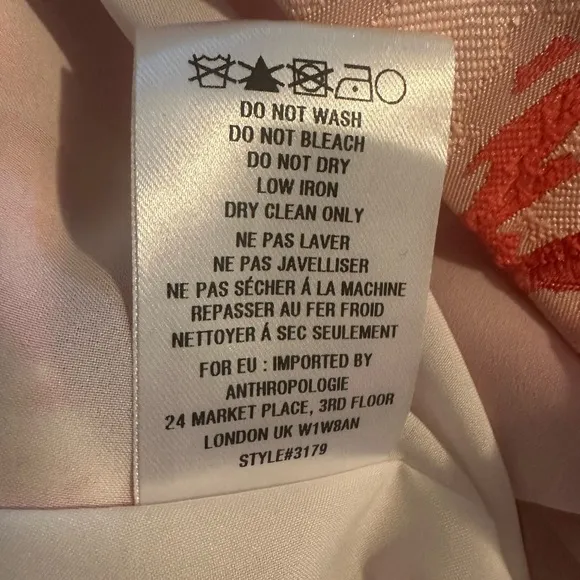 DO NOT WASH
DO NOT BLEACH
DO NOT DRY
LOW IRON
DRY CLEAN ONLY
NE PAS LAVER
NE PAS JAVELLISER
NE PAS SÉCHER Á LA MACHINE
REPASSER AU FER FROID
NETTOYER Á SEC SEULEMENT
FOR EU : IMPORTED BY
ANTHROPOLOGIE
24 MARKET PLACE, 3RD FLOOR
LONDON UK W1W8AN
STYLE#3179